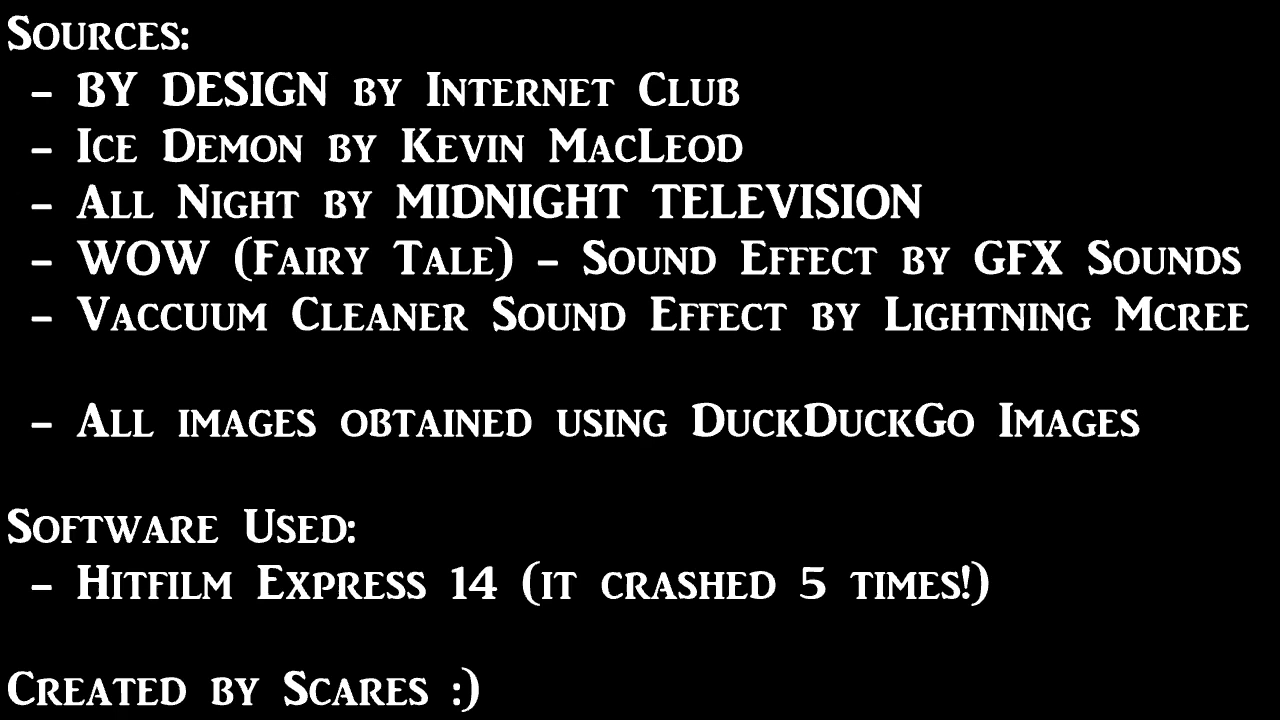 Sources:
- BY DESIGN by Internet Club
- Ice Demon by Kevin MacLeod
- All Night by MIDNIGHT TELEVISION
- WOW (Fairy Tale) - Sound Effect by GFX Sounds
- Vaccuum Cleaner Sound Effect by Lightning Mcree
- All images obtained using DuckDuckGo Images
Software Used:
- Hitfilm Express 14 (it crashed 5 times!)
Created by Scares :)